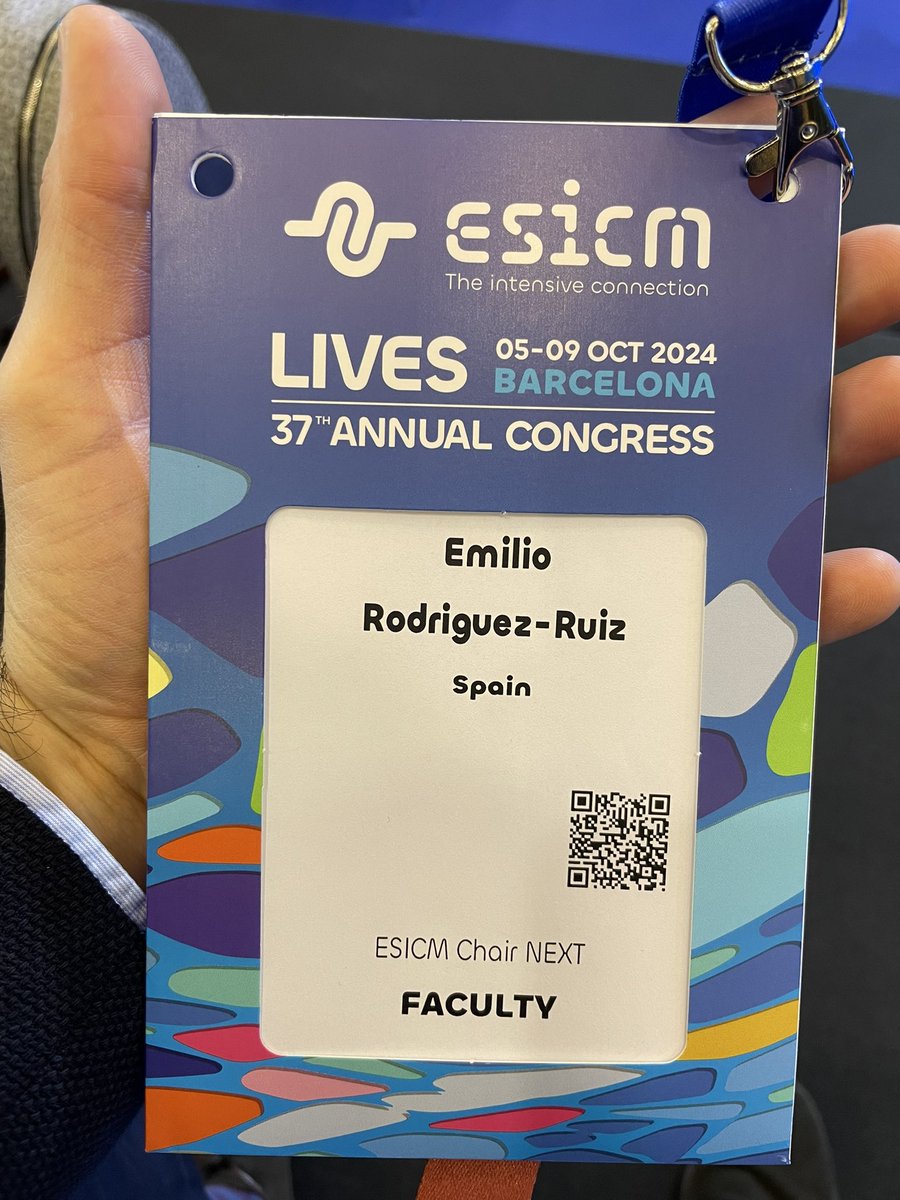 esicm
The intensive connection
LIVES 05-09 OCT 2024
BARCELONA
37TH ANNUAL CONGRESS
Emilio
Rodriguez-Ruiz
Spain
ESICM Chair NEXT
FACULTY